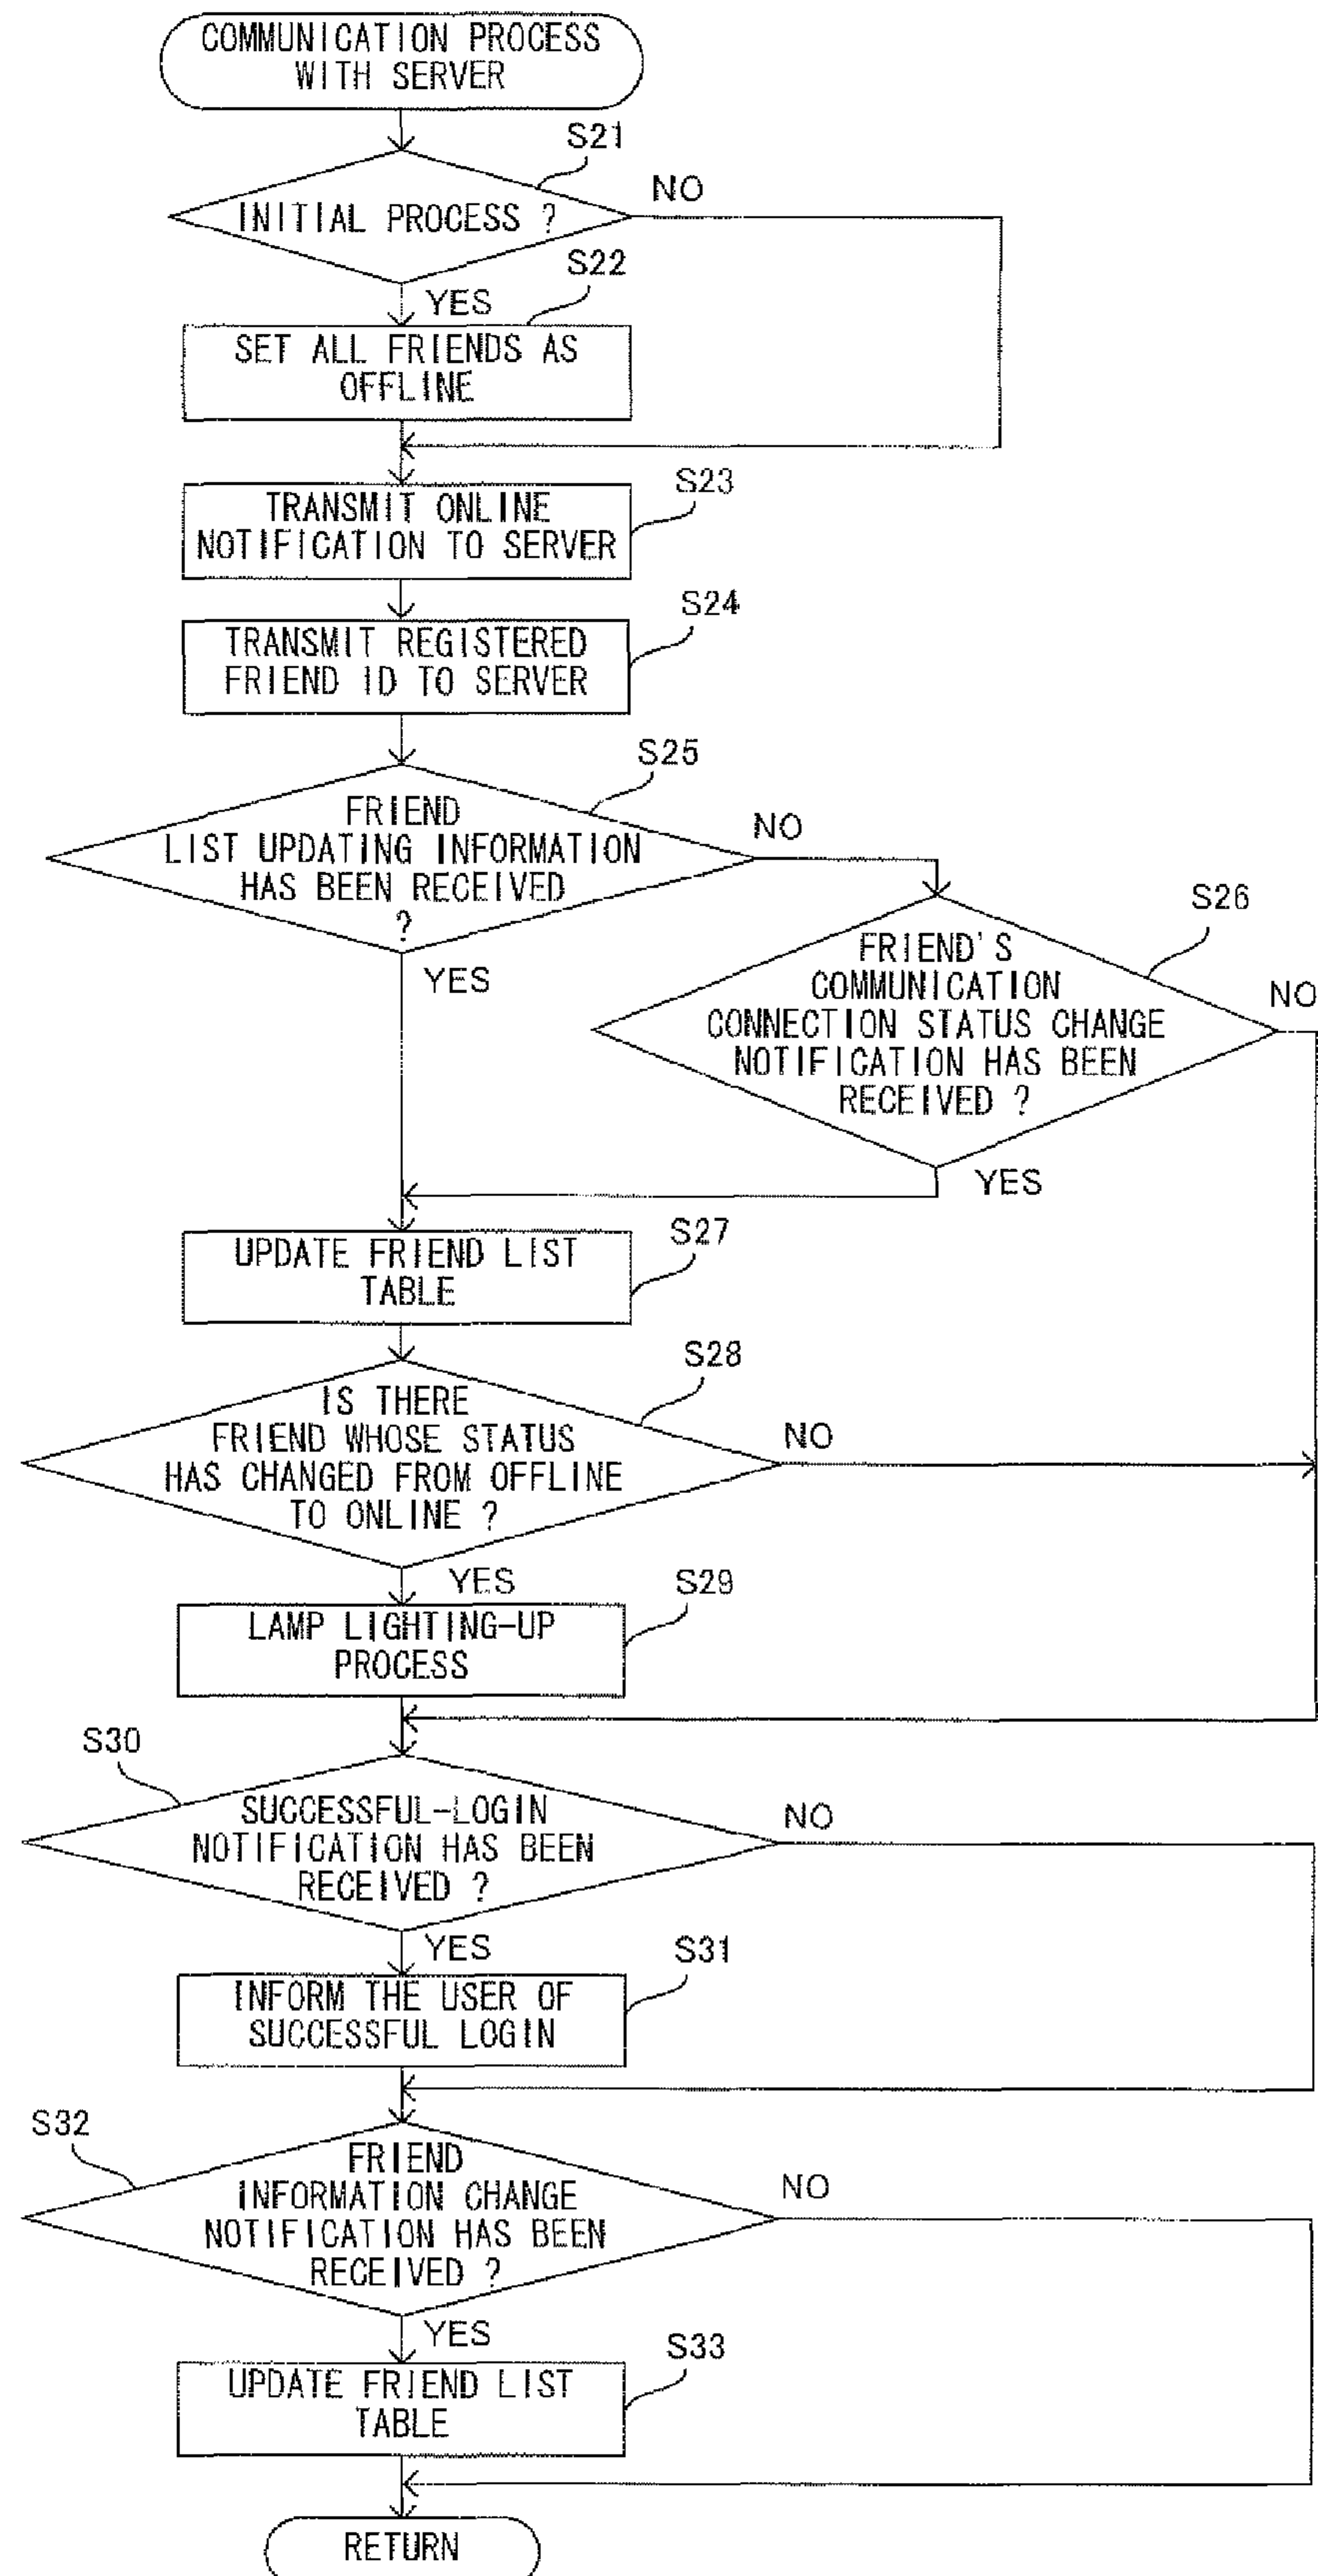 COMMUNICATION PROCESS
WITH SERVER
S21
INITIAL PROCESS ?
NO
S22
YES
SET ALL FRIENDS AS
OFFLINE
S23
TRANSMIT ONLINE
NOTIFICATION TO SERVER
S24
TRANSMIT REGISTERED
FRIEND ID TO SERVER
S25
FRIEND
LIST UPDATING INFORMATION
HAS BEEN RECEIVED
?
NO
YES
S26
FRIEND'S
COMMUNICATION
CONNECTION STATUS CHANGE
NOTIFICATION HAS BEEN
RECEIVED ?
NO
YES
S27
UPDATE FRIEND LIST
TABLE
S28
IS THERE
FRIEND WHOSE STATUS
HAS CHANGED FROM OFFLINE
TO ONLINE ?
NO
YES
S29
LAMP LIGHTING-UP
PROCESS
S30
SUCCESSFUL-LOGIN
NOTIFICATION HAS BEEN
RECEIVED ?
NO
YES
S31
INFORM THE USER OF
SUCCESSFUL LOGIN
S32
FRIEND
INFORMATION CHANGE
NOTIFICATION HAS BEEN
RECEIVED ?
NO
YES
S33
UPDATE FRIEND LIST
TABLE
RETURN